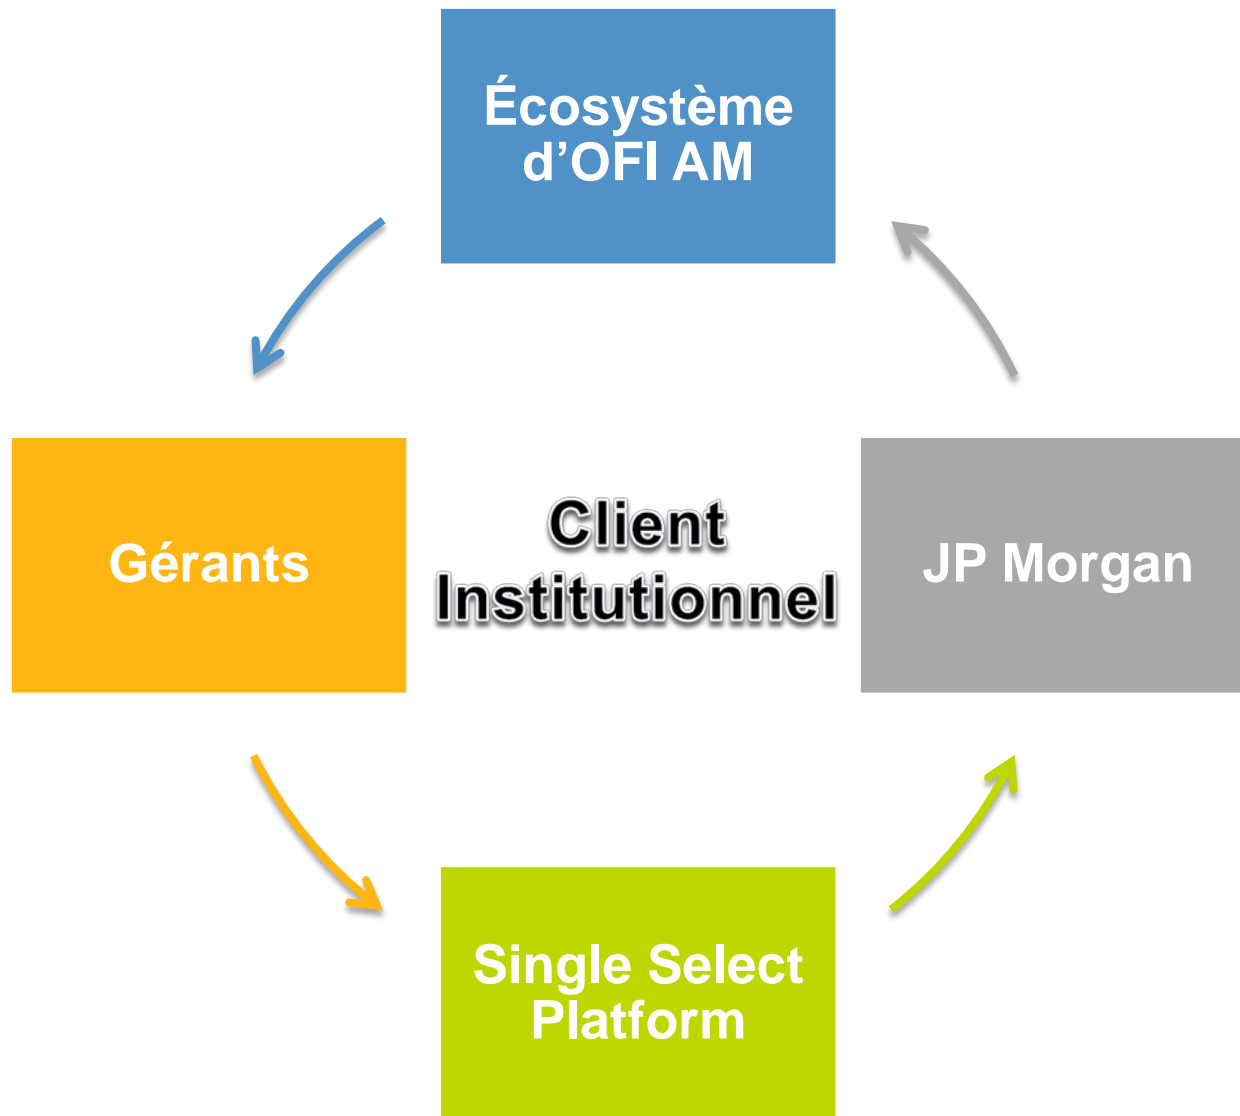 Écosystème
d’OFI AM
Gérants
Client
Institutionnel
JP Morgan
Single Select
Platform